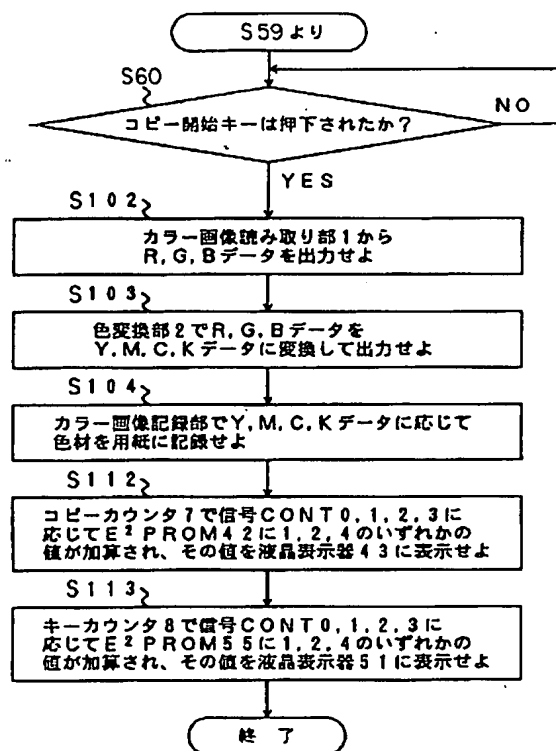 S59より
S60
コピー開始キーは押下されたか？
NO
YES
S102
カラー画像読み取り部1から
R,G,Bデータを出力せよ
S103
色変換部2でR,G,Bデータを
Y,M,C,Kデータに変換して出力せよ
S104
カラー画像記録部でY,M,C,Kデータに応じて
色材を用紙に記録せよ
S112
コピーカウンタ7で信号CONT0,1,2,3に
応じてE²PROM42に1,2,4のいずれかの
値が加算され、その値を液晶表示器43に表示せよ
S113
キーカウンタ8で信号CONT0,1,2,3に
応じてE²PROM55に1,2,4のいずれかの
値が加算され、その値を液晶表示器51に表示せよ
終了